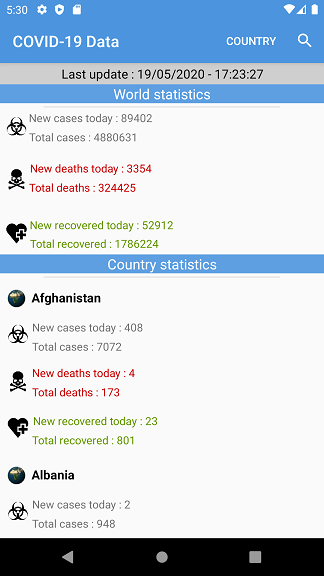 5:30
COVID-19 Data
COUNTRY
Last update : 19/05/2020 - 17:23:27
World statistics
New cases today : 89402
Total cases : 4880631
New deaths today : 3354
Total deaths : 324425
New recovered today : 52912
Total recovered : 1786224
Country statistics
Afghanistan
New cases today : 408
Total cases : 7072
New deaths today : 4
Total deaths : 173
New recovered today : 23
Total recovered : 801
Albania
New cases today : 2
Total cases : 948